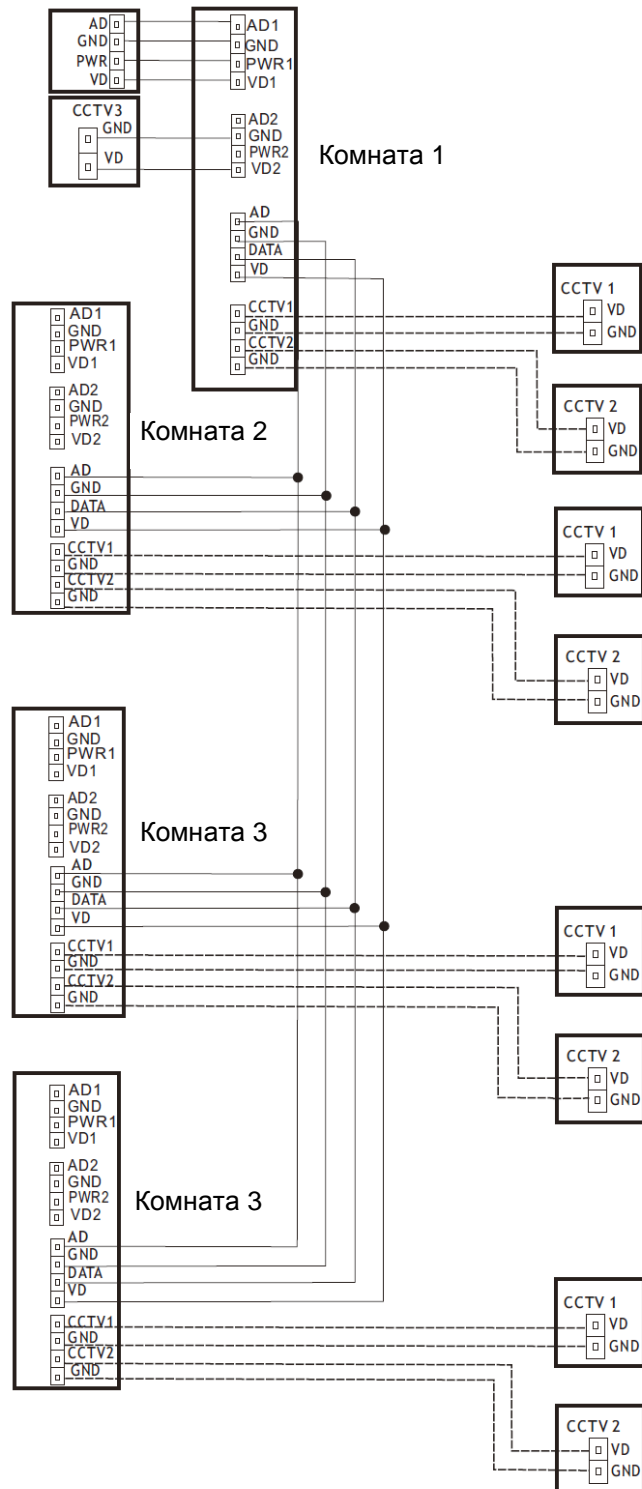 AD
GND
PWR
VD
AD1
GND
PWR1
VD1
CCTV3
GND
VD
AD2
GND
PWR2
VD2
Комната 1
AD
GND
DATA
VD
CCTV1
GND
CCTV2
GND
CCTV 1
VD
GND
CCTV 2
VD
GND
AD1
GND
PWR1
VD1
AD2
GND
PWR2
VD2
Комната 2
AD
GND
DATA
VD
CCTV1
GND
CCTV2
GND
CCTV 1
VD
GND
CCTV 2
VD
GND
AD1
GND
PWR1
VD1
AD2
GND
PWR2
VD2
Комната 3
AD
GND
DATA
VD
CCTV1
GND
CCTV2
GND
CCTV 1
VD
GND
CCTV 2
VD
GND
AD1
GND
PWR1
VD1
AD2
GND
PWR2
VD2
Комната 3
AD
GND
DATA
VD
CCTV1
GND
CCTV2
GND
CCTV 1
VD
GND
CCTV 2
VD
GND